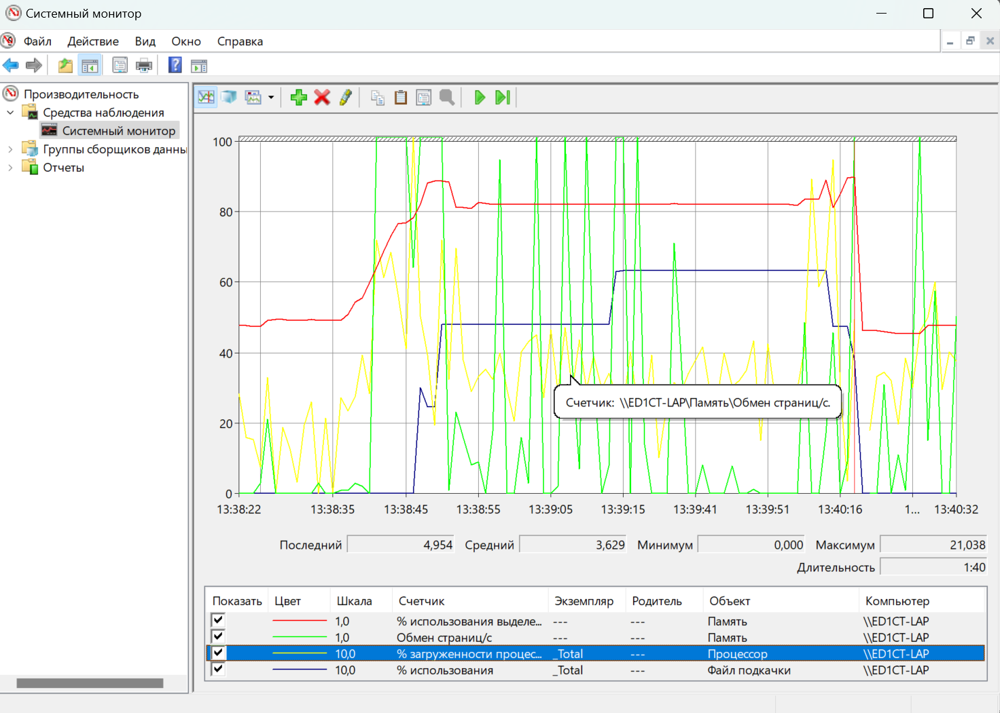 Системный монитор
Файл Действие Вид Окно Справка
Производительность
Средства наблюдения
Системный монитор
Группы сборщиков данны
Отчеты
100
80
60
40
20
0
13:38:22 13:38:35 13:38:45 13:38:55 13:39:05 13:39:15 13:39:41 13:39:51 13:40:16 1... 13:40:32
Счетчик: \\ED1CT-LAP\Память\Обмен страниц/с.
Последний 4,954 Средний 3,629 Минимум 0,000 Максимум 21,038
Длительность 1:40
Показать Цвет Шкала Счетчик Экземпляр Родитель Объект Компьютер
1,0 % использования выделе... --- --- Память \\ED1CT-LAP
1,0 Обмен страниц/с --- --- Память \\ED1CT-LAP
10,0 % загруженности процес... _Total --- Процессор \\ED1CT-LAP
10,0 % использования _Total --- Файл подкачки \\ED1CT-LAP